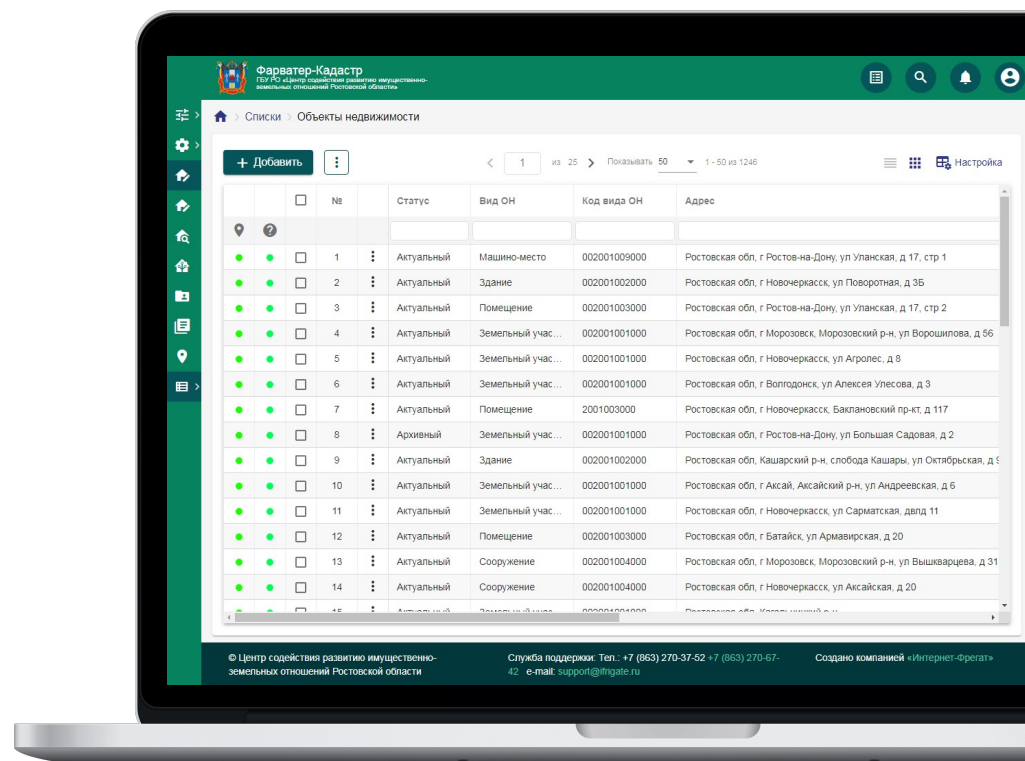 Фарватер-Кадастр
ГБУ РО «Центр содействия развитию имущественно-
земельных отношений Ростовской области»
Списки > Объекты недвижимости
+ Добавить
1 из 25 Показывать 50 1 - 50 из 1246 Настройка
№ Статус Вид ОН Код вида ОН Адрес
1 Актуальный Машино-место 002001009000 Ростовская обл, г Ростов-на-Дону, ул Уланская, д 17, стр 1
2 Актуальный Здание 002001002000 Ростовская обл, г Новочеркасск, ул Поворотная, д 3Б
3 Актуальный Помещение 002001003000 Ростовская обл, г Ростов-на-Дону, ул Уланская, д 17, стр 2
4 Актуальный Земельный учас... 002001001000 Ростовская обл, г Морозовск, Морозовский р-н, ул Ворошилова, д 56
5 Актуальный Земельный учас... 002001001000 Ростовская обл, г Новочеркасск, ул Агролес, д 8
6 Актуальный Земельный учас... 002001001000 Ростовская обл, г Волгодонск, ул Алексея Улесова, д 3
7 Актуальный Помещение 2001003000 Ростовская обл, г Новочеркасск, Баклановский пр-кт, д 117
8 Архивный Земельный учас... 002001001000 Ростовская обл, г Ростов-на-Дону, ул Большая Садовая, д 2
9 Актуальный Здание 002001002000 Ростовская обл, Кашарский р-н, слобода Кашары, ул Октябрьская, д
10 Актуальный Земельный учас... 002001001000 Ростовская обл, г Аксай, Аксайский р-н, ул Андреевская, д 6
11 Актуальный Земельный учас... 002001001000 Ростовская обл, г Новочеркасск, ул Сарматская, двлд 11
12 Актуальный Помещение 002001003000 Ростовская обл, г Батайск, ул Армавирская, д 20
13 Актуальный Сооружение 002001004000 Ростовская обл, г Морозовск, Морозовский р-н, ул Вышкварцева, д 31
14 Актуальный Сооружение 002001004000 Ростовская обл, г Новочеркасск, ул Аксайская, д 20
© Центр содействия развитию имущественно-
земельных отношений Ростовской области
Служба поддержки: Тел.: +7 (863) 270-37-52 +7 (863) 270-67-
42 e-mail: support@ifrigate.ru
Создано компанией «Интернет-Фрегат»